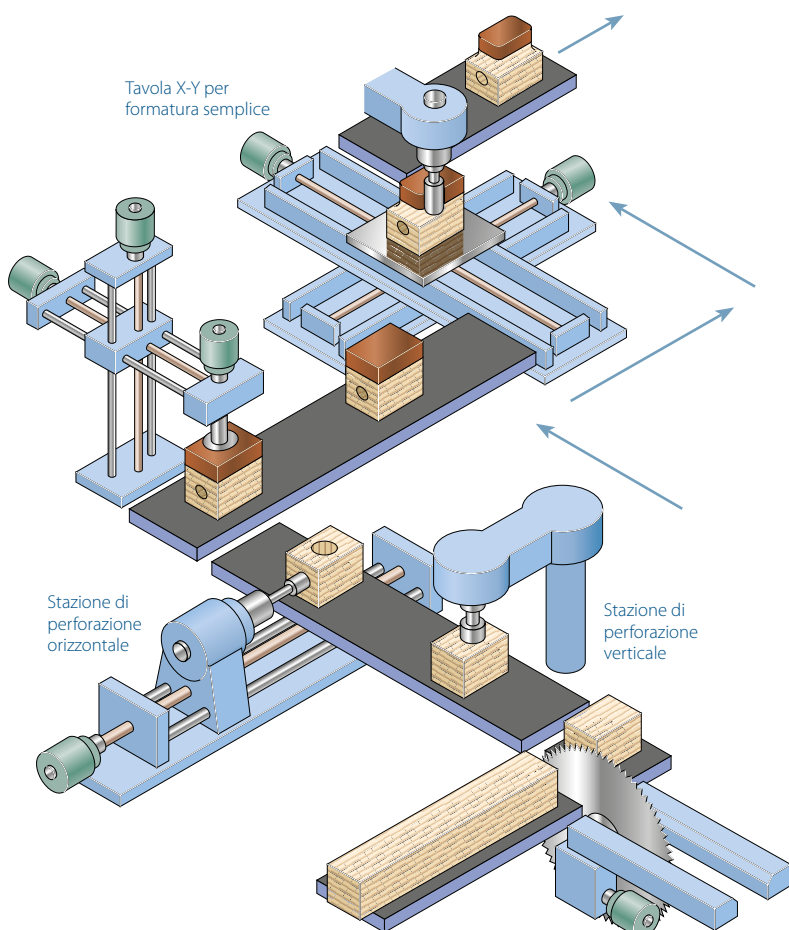 Tavola X-Y per
formatura semplice
Stazione di
perforazione
orizzontale
Stazione di
perforazione
verticale